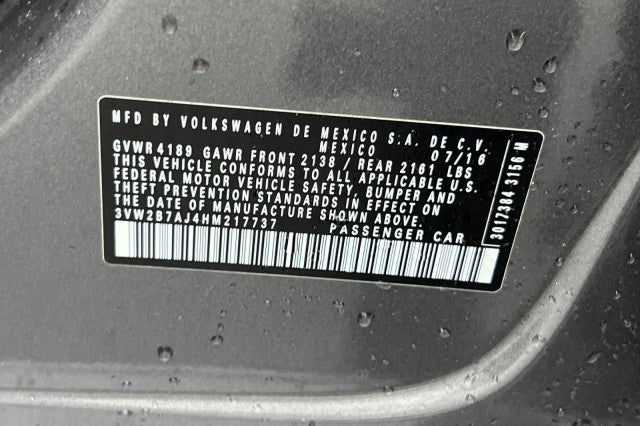 MFD BY VOLKSWAGEN DE MEXICO S.A. DE C.V.
MEXICO 07/16
GVWR 4189 GAWR FRONT 2138 / REAR 2161 LBS
THIS VEHICLE CONFORMS TO ALL APPLICABLE U.S.
FEDERAL MOTOR VEHICLE SAFETY, BUMPER AND
THEFT PREVENTION STANDARDS IN EFFECT ON
THE DATE OF MANUFACTURE SHOWN ABOVE.
3VW2B7AJ4HM217737 PASSENGER CAR
3017384 3156 M